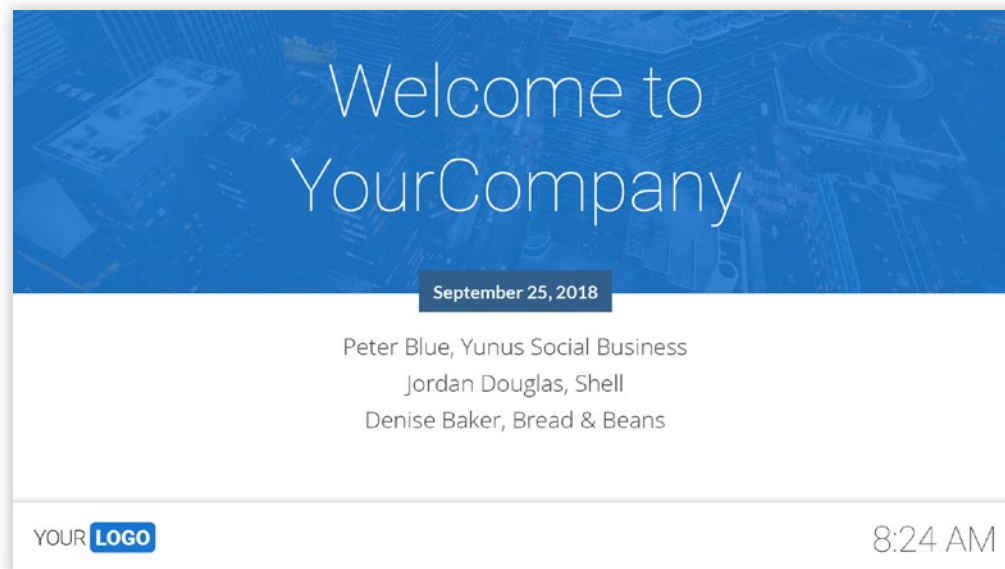 Welcome to
YourCompany
September 25, 2018
Peter Blue, Yunus Social Business
Jordan Douglas, Shell
Denise Baker, Bread & Beans
YOUR LOGO
8:24 AM